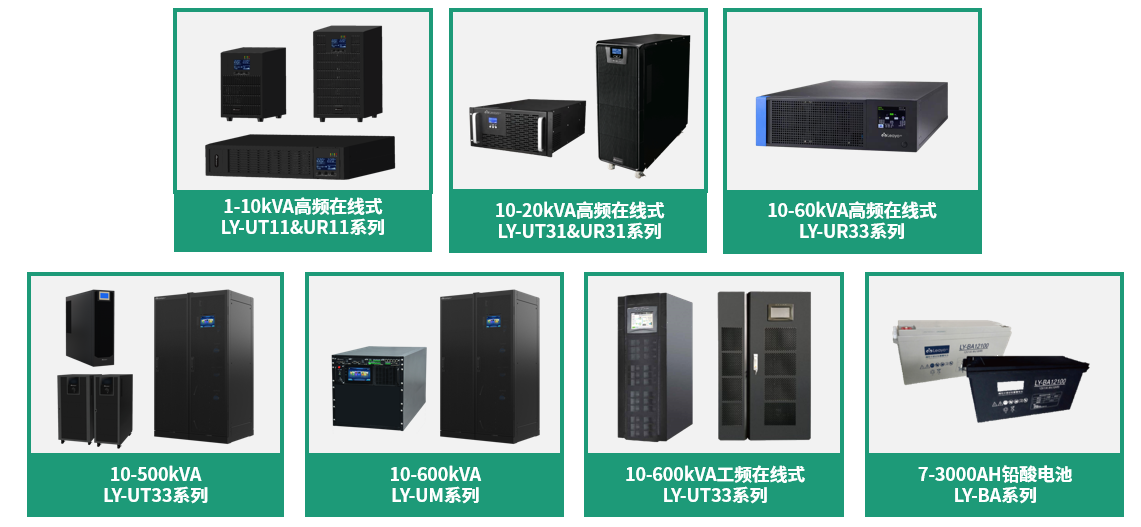 1-10kVA高频在线式
LY-UT11&UR11系列
10-20kVA高频在线式
LY-UT31&UR31系列
10-60kVA高频在线式
LY-UR33系列
LY-BA12100
LY-BA12100
10-500kVA
LY-UT33系列
10-600kVA
LY-UM系列
10-600kVA工频在线式
LY-UT33系列
7-3000AH铅酸电池
LY-BA系列